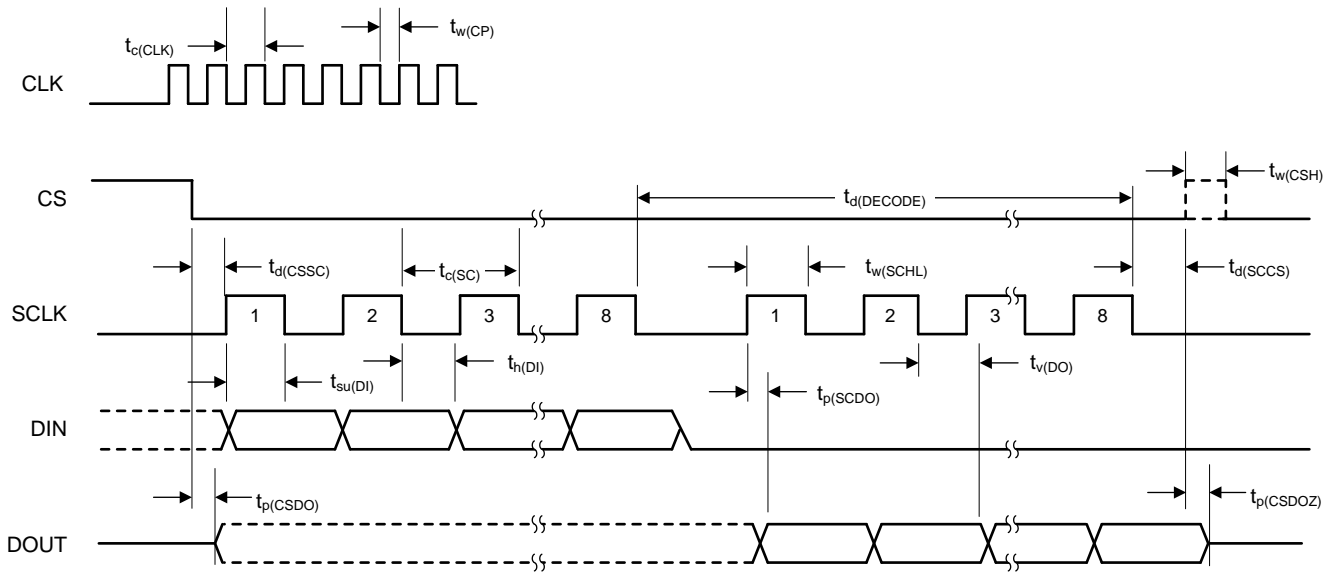 t_c(CLK)
t_w(CP)
CLK
CS
t_w(CSH)
t_d(DECODE)
t_d(CSSC)
t_c(SC)
t_w(SCHL)
t_d(SCCS)
SCLK
1 2 3 8 1 2 3 8
t_su(DI)
t_h(DI)
t_v(DO)
t_p(SCDO)
DIN
t_p(CSDO)
t_p(CSDOZ)
DOUT